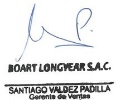 M P.
BOART LONGYEAR S.A.C.
SANTIAGO VALDEZ PADILLA
Gerente de Ventas